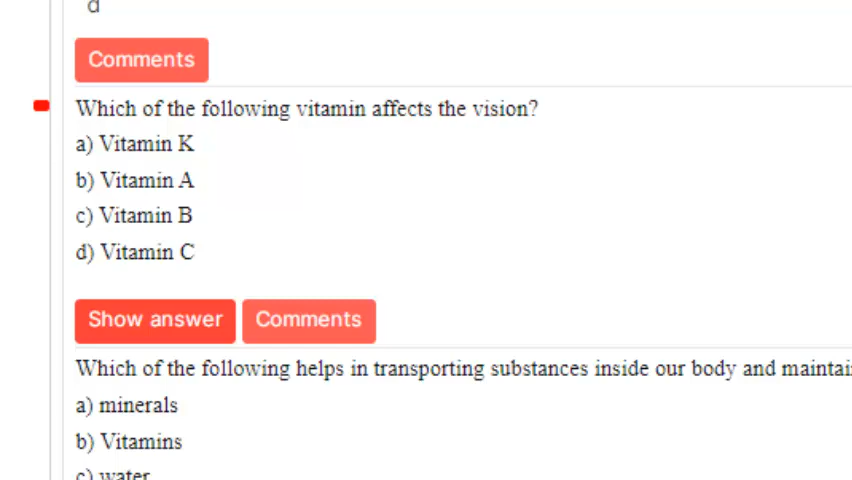 d
Comments
Which of the following vitamin affects the vision?
a) Vitamin K
b) Vitamin A
c) Vitamin B
d) Vitamin C
Show answer Comments
Which of the following helps in transporting substances inside our body and maintai
a) minerals
b) Vitamins
c) water